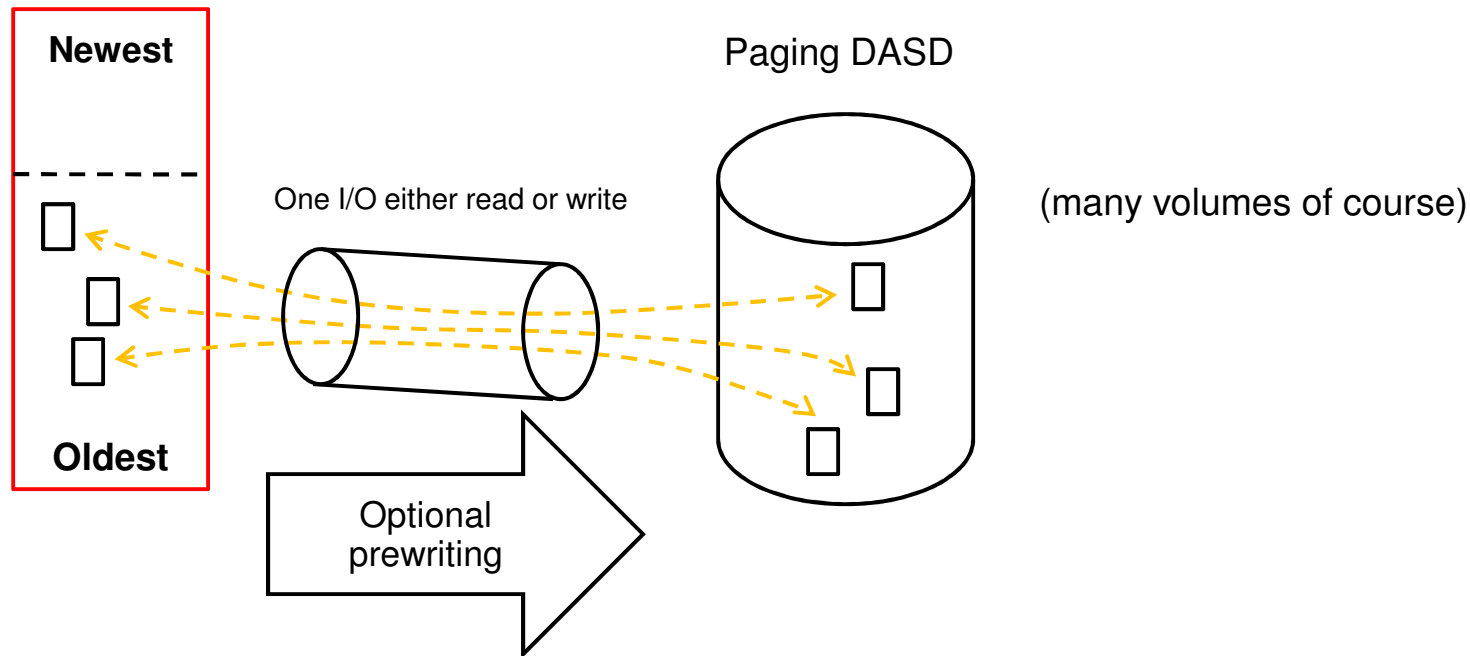 Newest
Paging DASD
One I/O either read or write
(many volumes of course)
Oldest
Optional
prewriting